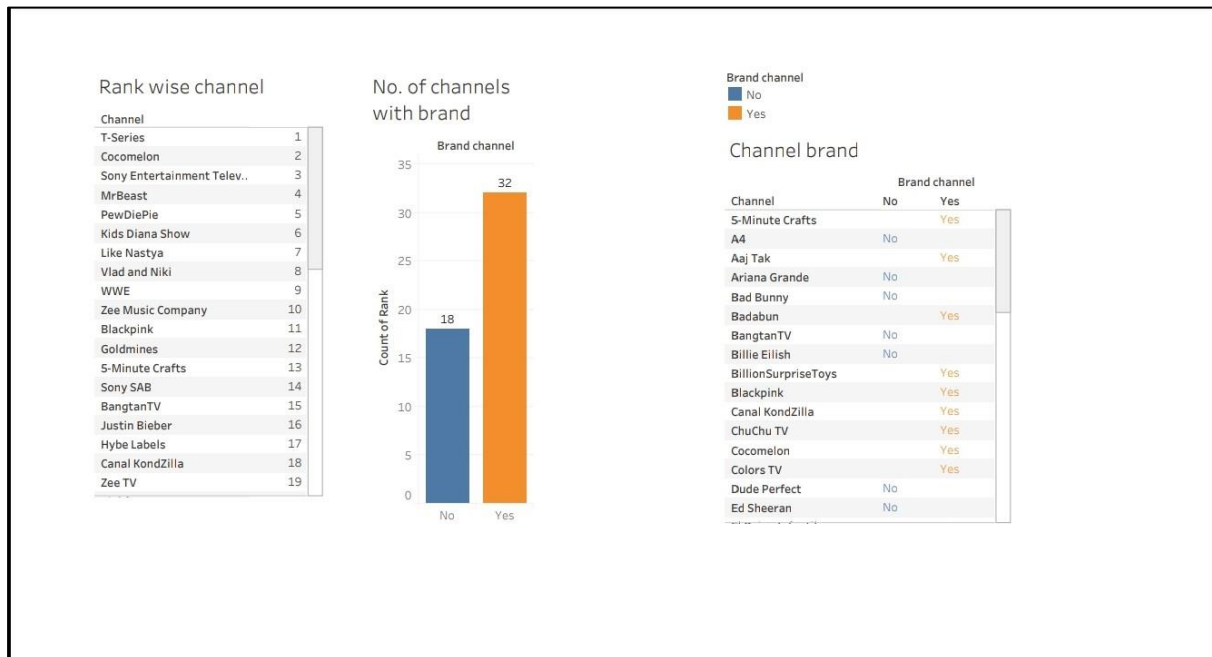 Rank wise channel
Channel
T-Series 1
Cocomelon 2
Sony Entertainment Telev.. 3
MrBeast 4
PewDiePie 5
Kids Diana Show 6
Like Nastya 7
Vlad and Niki 8
WWE 9
Zee Music Company 10
Blackpink 11
Goldmines 12
5-Minute Crafts 13
Sony SAB 14
BangtanTV 15
Justin Bieber 16
Hybe Labels 17
Canal KondZilla 18
Zee TV 19
No. of channels
with brand
Brand channel
Count of Rank
35
30
25
20
15
10
5
0
18
32
No Yes
Brand channel
No
Yes
Channel brand
Brand channel
Channel No Yes
5-Minute Crafts Yes
A4 No
Aaj Tak Yes
Ariana Grande No
Bad Bunny No
Badabun Yes
BangtanTV No
Billie Eilish No
BillionSurpriseToys Yes
Blackpink Yes
Canal KondZilla Yes
ChuChu TV Yes
Cocomelon Yes
Colors TV Yes
Dude Perfect No
Ed Sheeran No